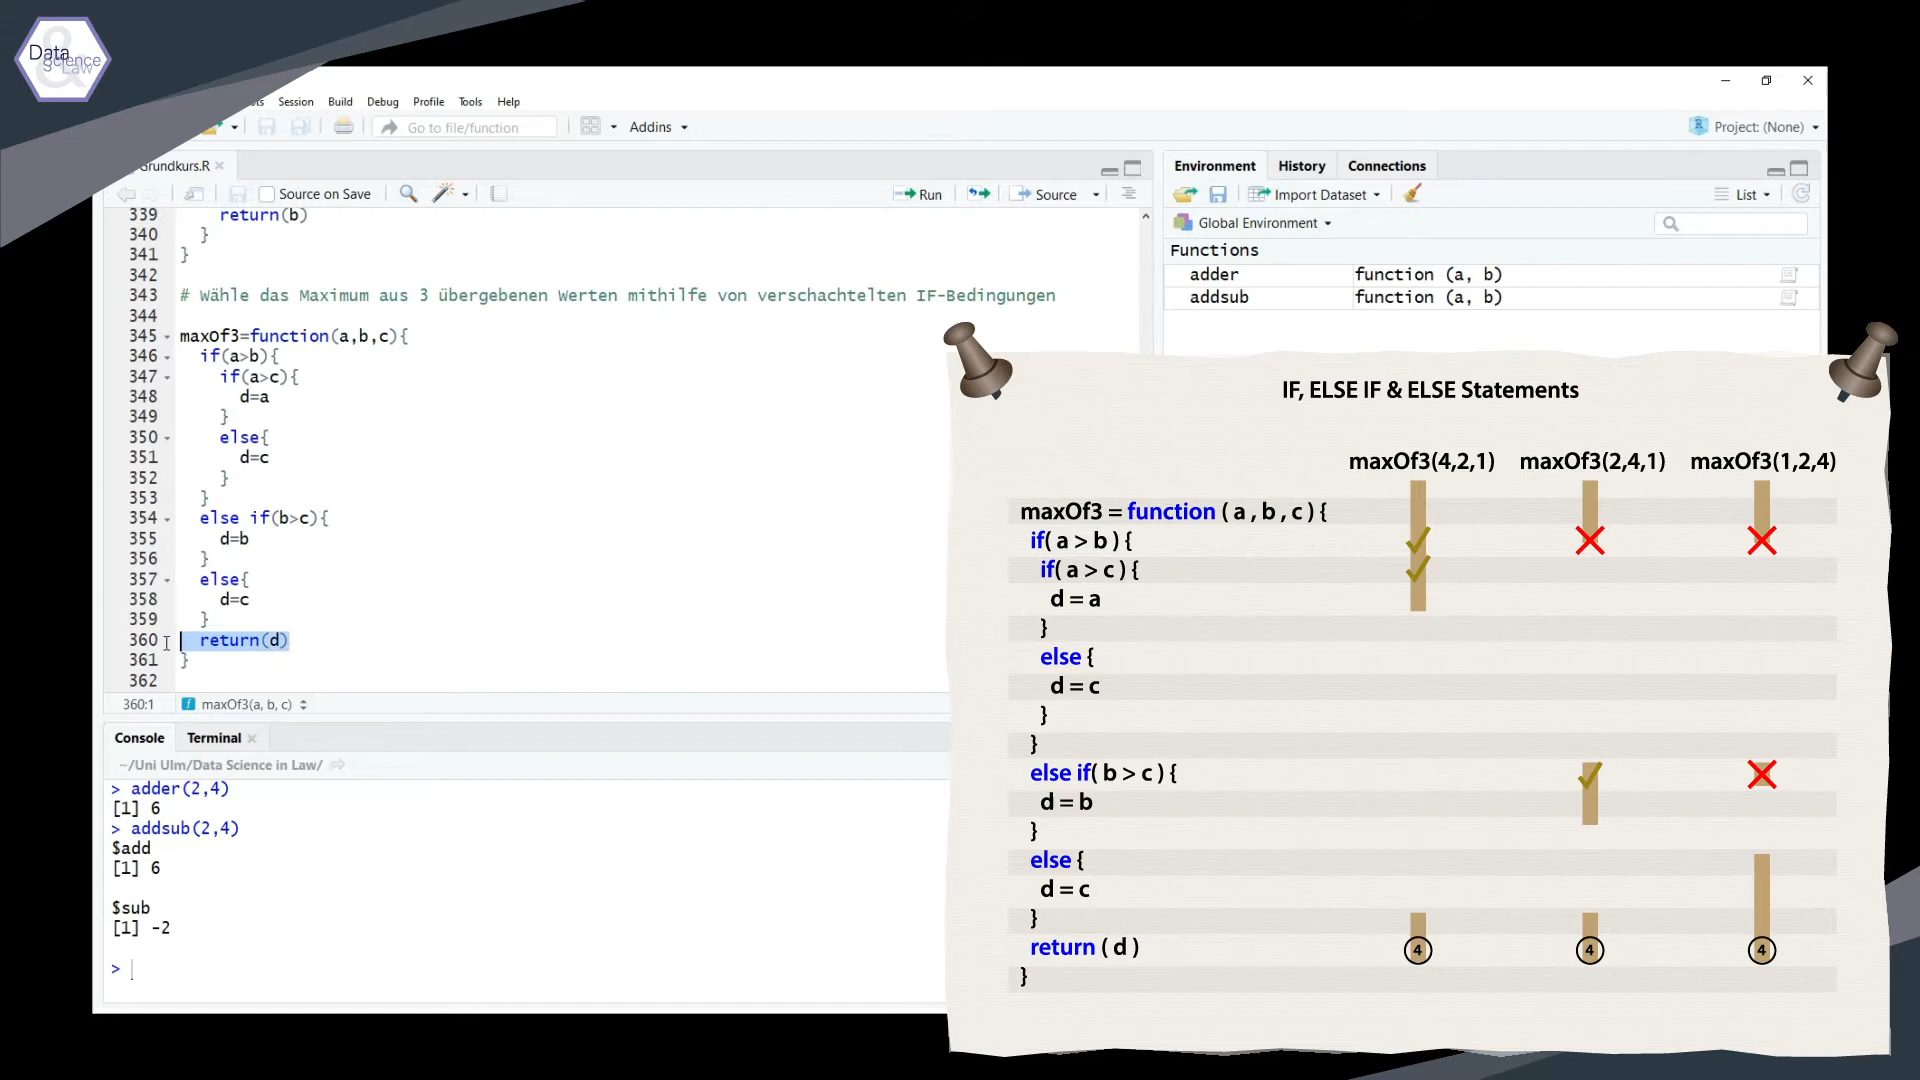 Data
Science
& Law
Session Build Debug Profile Tools Help
Go to file/function
Addins
Project: (None)
Grundkurs.R
Source on Save
Run
Source
339 return(b)
340 }
341 }
342
343 # Wähle das Maximum aus 3 übergebenen Werten mithilfe von verschachtelten IF-Bedingungen
344
345 maxOf3=function(a,b,c){
346 if(a>b){
347 if(a>c){
348 d=a
349 }
350 else{
351 d=c
352 }
353 }
354 else if(b>c){
355 d=b
356 }
357 else{
358 d=c
359 }
360 return(d)
361 }
362
360:1 maxOf3(a, b, c)
Console Terminal
~/Uni Ulm/Data Science in Law/
> adder(2,4)
[1] 6
> addsub(2,4)
$add
[1] 6
$sub
[1] -2
>
Environment History Connections
Import Dataset
List
Global Environment
Functions
adder function (a, b)
addsub function (a, b)
IF, ELSE IF & ELSE Statements
maxOf3(4,2,1) maxOf3(2,4,1) maxOf3(1,2,4)
maxOf3 = function ( a , b , c ) {
if( a > b ) {
if( a > c ) {
d = a
}
else {
d = c
}
}
else if( b > c ) {
d = b
}
else {
d = c
}
return ( d ) 4 4 4
}